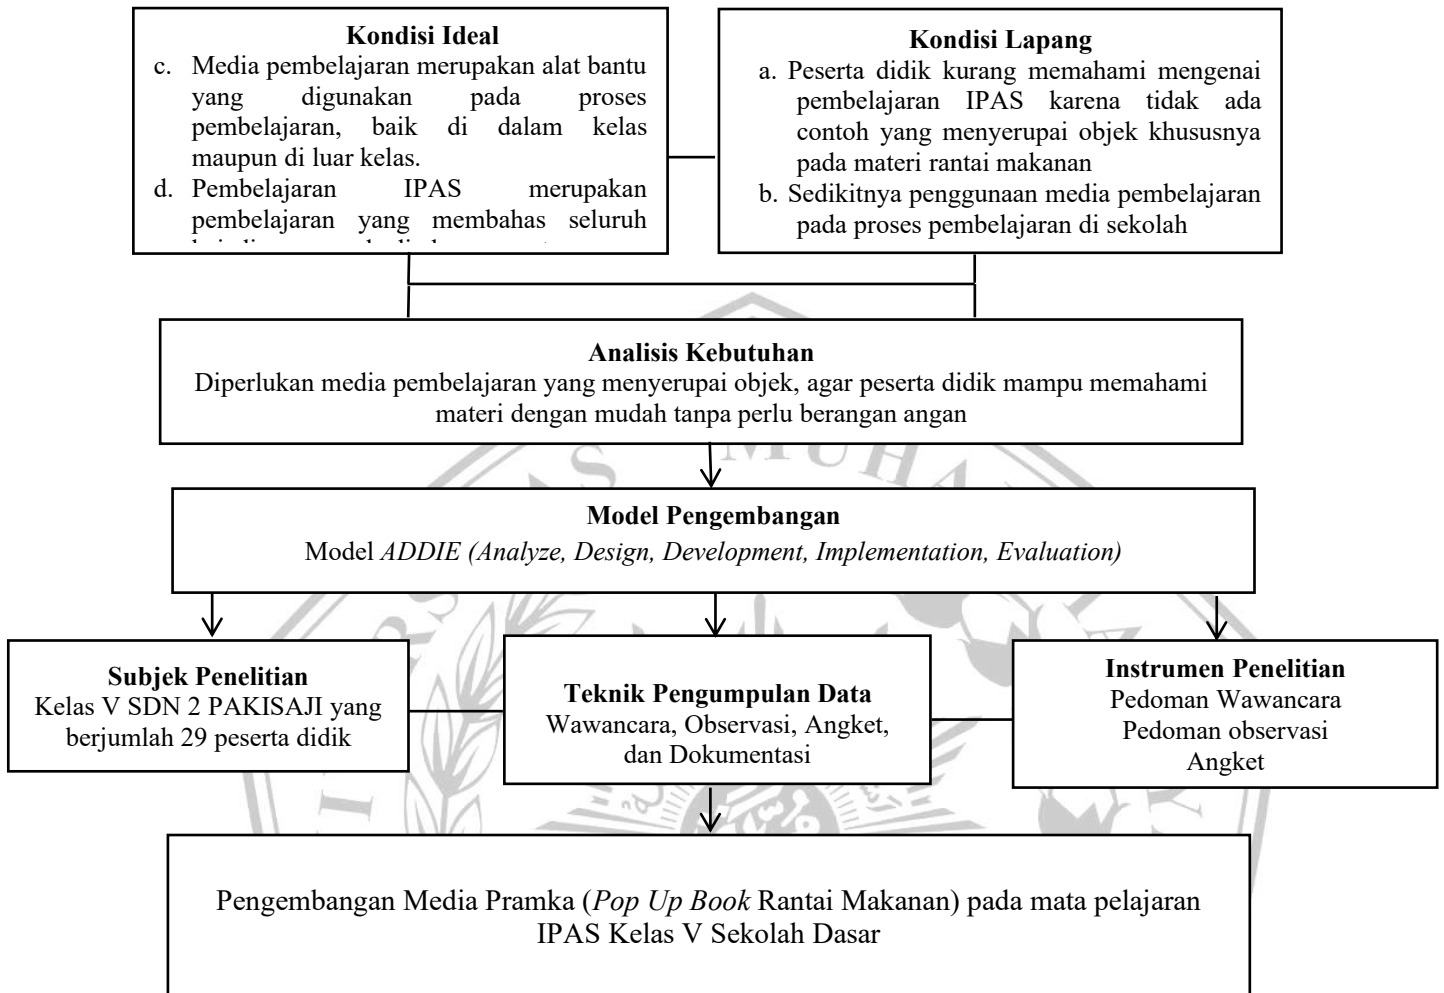 Kondisi Ideal
c. Media pembelajaran merupakan alat bantu
yang digunakan pada proses
pembelajaran, baik di dalam kelas
maupun di luar kelas.
d. Pembelajaran IPAS merupakan
pembelajaran yang membahas seluruh
Kondisi Lapang
a. Peserta didik kurang memahami mengenai
pembelajaran IPAS karena tidak ada
contoh yang menyerupai objek khususnya
pada materi rantai makanan
b. Sedikitnya penggunaan media pembelajaran
pada proses pembelajaran di sekolah
Analisis Kebutuhan
Diperlukan media pembelajaran yang menyerupai objek, agar peserta didik mampu memahami
materi dengan mudah tanpa perlu berangan angan
Model Pengembangan
Model ADDIE (Analyze, Design, Development, Implementation, Evaluation)
Subjek Penelitian
Kelas V SDN 2 PAKISAJI yang
berjumlah 29 peserta didik
Teknik Pengumpulan Data
Wawancara, Observasi, Angket,
dan Dokumentasi
Instrumen Penelitian
Pedoman Wawancara
Pedoman observasi
Angket
Pengembangan Media Pramka (Pop Up Book Rantai Makanan) pada mata pelajaran
IPAS Kelas V Sekolah Dasar